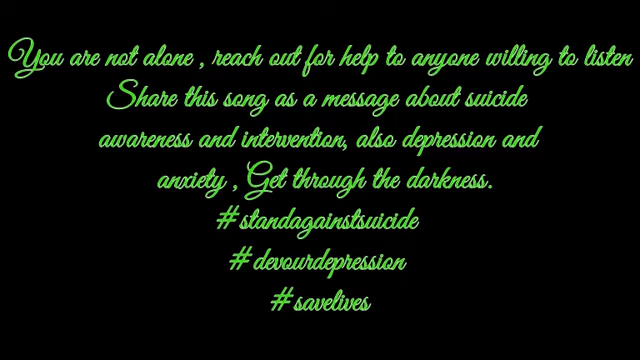 You are not alone , reach out for help to anyone willing to listen
Share this song as a message about suicide
awareness and intervention, also depression and
anxiety , Get through the darkness.
#standagainstsuicide
#devourdepression
#savelives